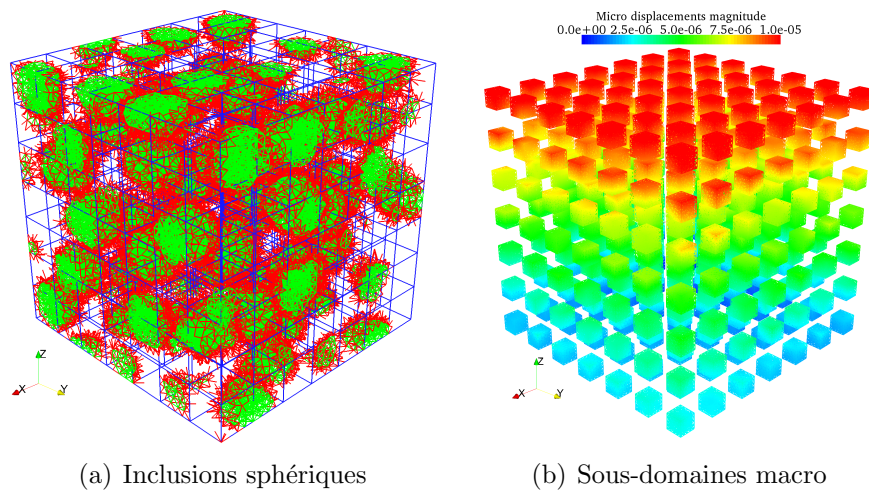 Micro displacements magnitude
0.0e+00 2.5e-06 5.0e-06 7.5e-06 1.0e-05
Z
X
Y
Z
X
Y
(a) Inclusions sphériques
(b) Sous-domaines macro